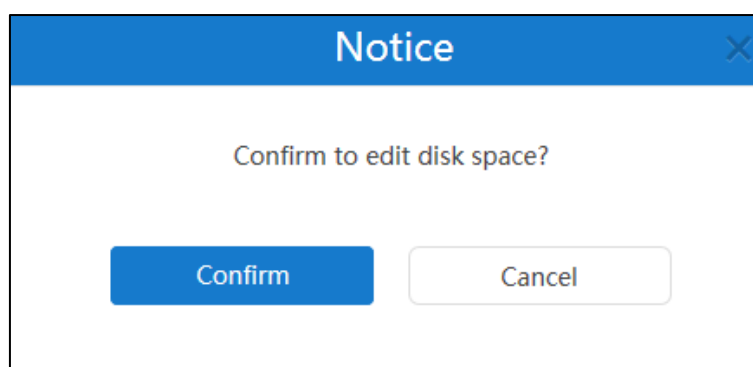 Notice
Confirm to edit disk space?
Confirm
Cancel